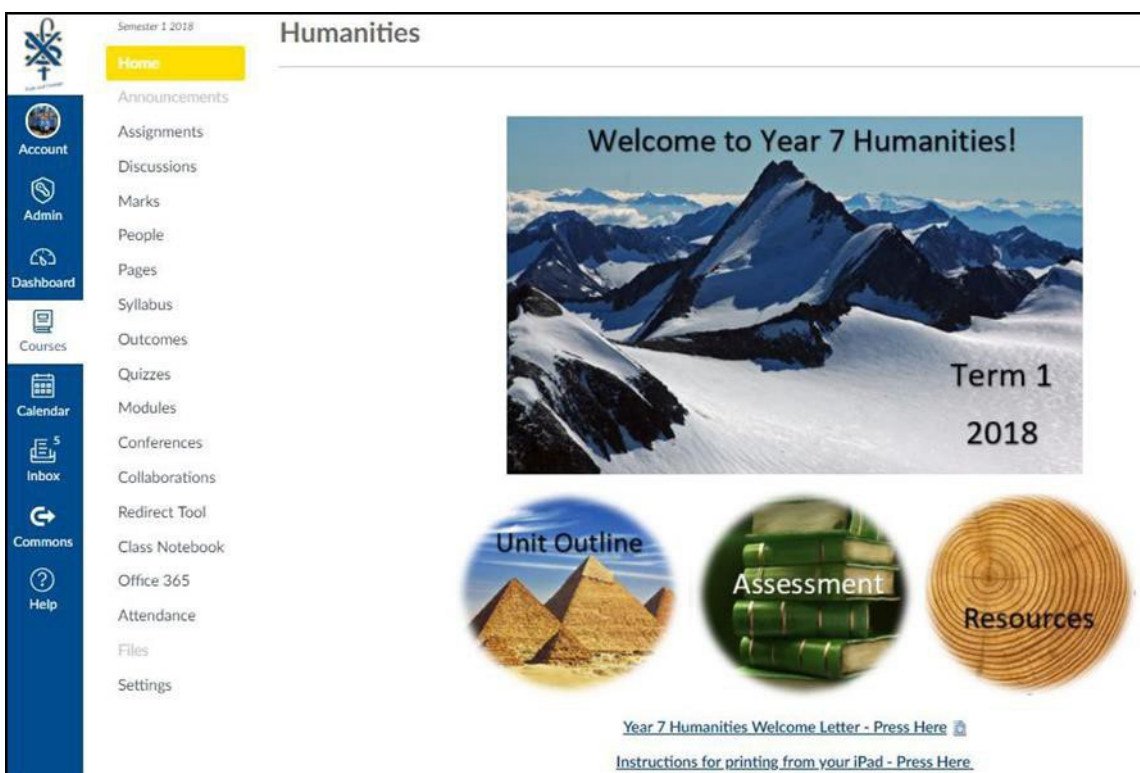 Account
Admin
Dashboard
Courses
Calendar
5
Inbox
Commons
Help
Semester 1 2018
Home
Announcements
Assignments
Discussions
Marks
People
Pages
Syllabus
Outcomes
Quizzes
Modules
Conferences
Collaborations
Redirect Tool
Class Notebook
Office 365
Attendance
Files
Settings
Humanities
Welcome to Year 7 Humanities!
Term 1
2018
Unit Outline
Assessment
Resources
Year 7 Humanities Welcome Letter - Press Here
Instructions for printing from your iPad - Press Here